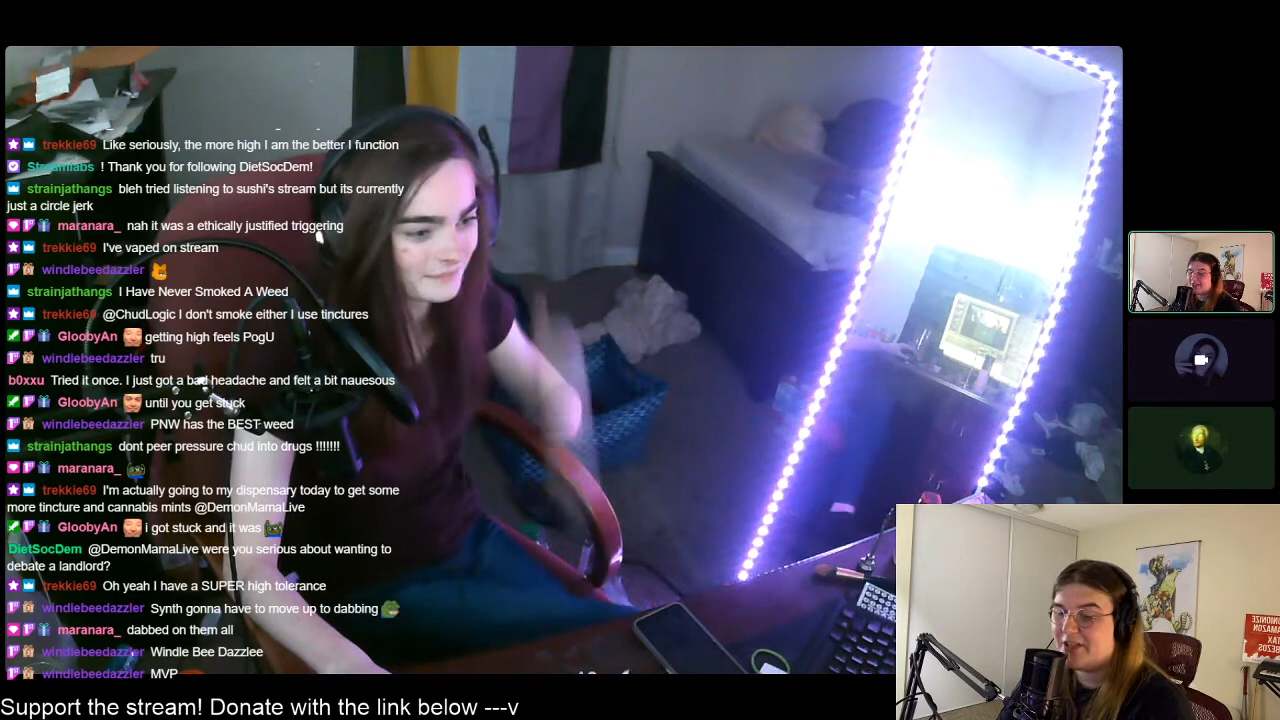 trekkie69 Like seriously, the more high I am the better I function
Streamlabs ! Thank you for following DietSocDem!
strainjathangs bleh tried listening to sushi's stream but its currently
just a circle jerk
maranara_ nah it was a ethically justified triggering
trekkie69 I've vaped on stream
windlebeedazzler
strainjathangs I Have Never Smoked A Weed
trekkie69 @ChudLogic I don't smoke either I use tinctures
GloobyAn getting high feels PogU
windlebeedazzler tru
b0xxu Tried it once. I just got a bad headache and felt a bit nauesous
GloobyAn until you get stuck
windlebeedazzler PNW has the BEST weed
strainjathangs dont peer pressure chud into drugs !!!!!!!
maranara_
trekkie69 I'm actually going to my dispensary today to get some
more tincture and cannabis mints @DemonMamaLive
GloobyAn i got stuck and it was
DietSocDem @DemonMamaLive were you serious about wanting to
debate a landlord?
trekkie69 Oh yeah I have a SUPER high tolerance
windlebeedazzler Synth gonna have to move up to dabbing
maranara_ dabbed on them all
windlebeedazzler Windle Bee Dazzlee
windlebeedazzler MVP
UNIONIZE
AMAZON
TAX
BEZOS
Support the stream! Donate with the link below ---v